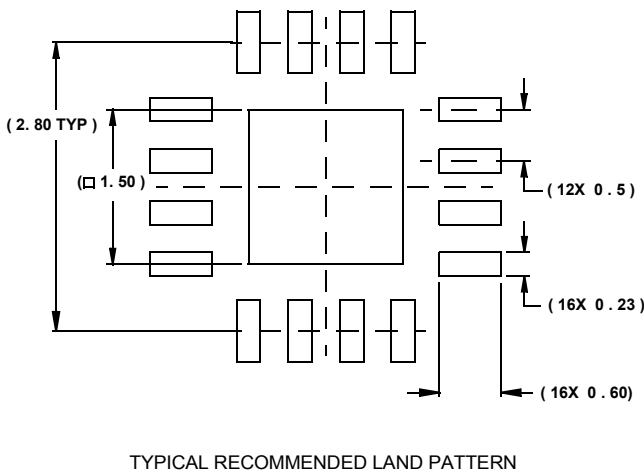 ( 2. 80 TYP )
(□ 1. 50 )
( 12X 0 . 5 )
( 16X 0 . 23 )
( 16X 0 . 60)
TYPICAL RECOMMENDED LAND PATTERN